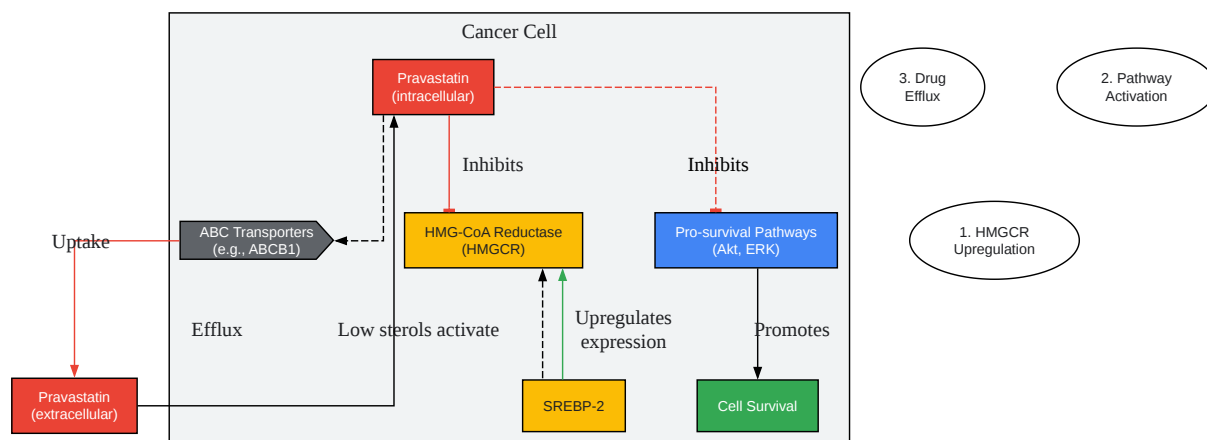 Cancer Cell
Pravastatin
(intracellular)
3. Drug
Efflux
2. Pathway
Activation
Inhibits
Inhibits
ABC Transporters
(e.g., ABCB1)
HMG-CoA Reductase
(HMGCR)
Pro-survival Pathways
(Akt, ERK)
1. HMGCR
Upregulation
Uptake
Efflux
Low sterols activate
Upregulates
expression
Promotes
Pravastatin
(extracellular)
SREBP-2
Cell Survival